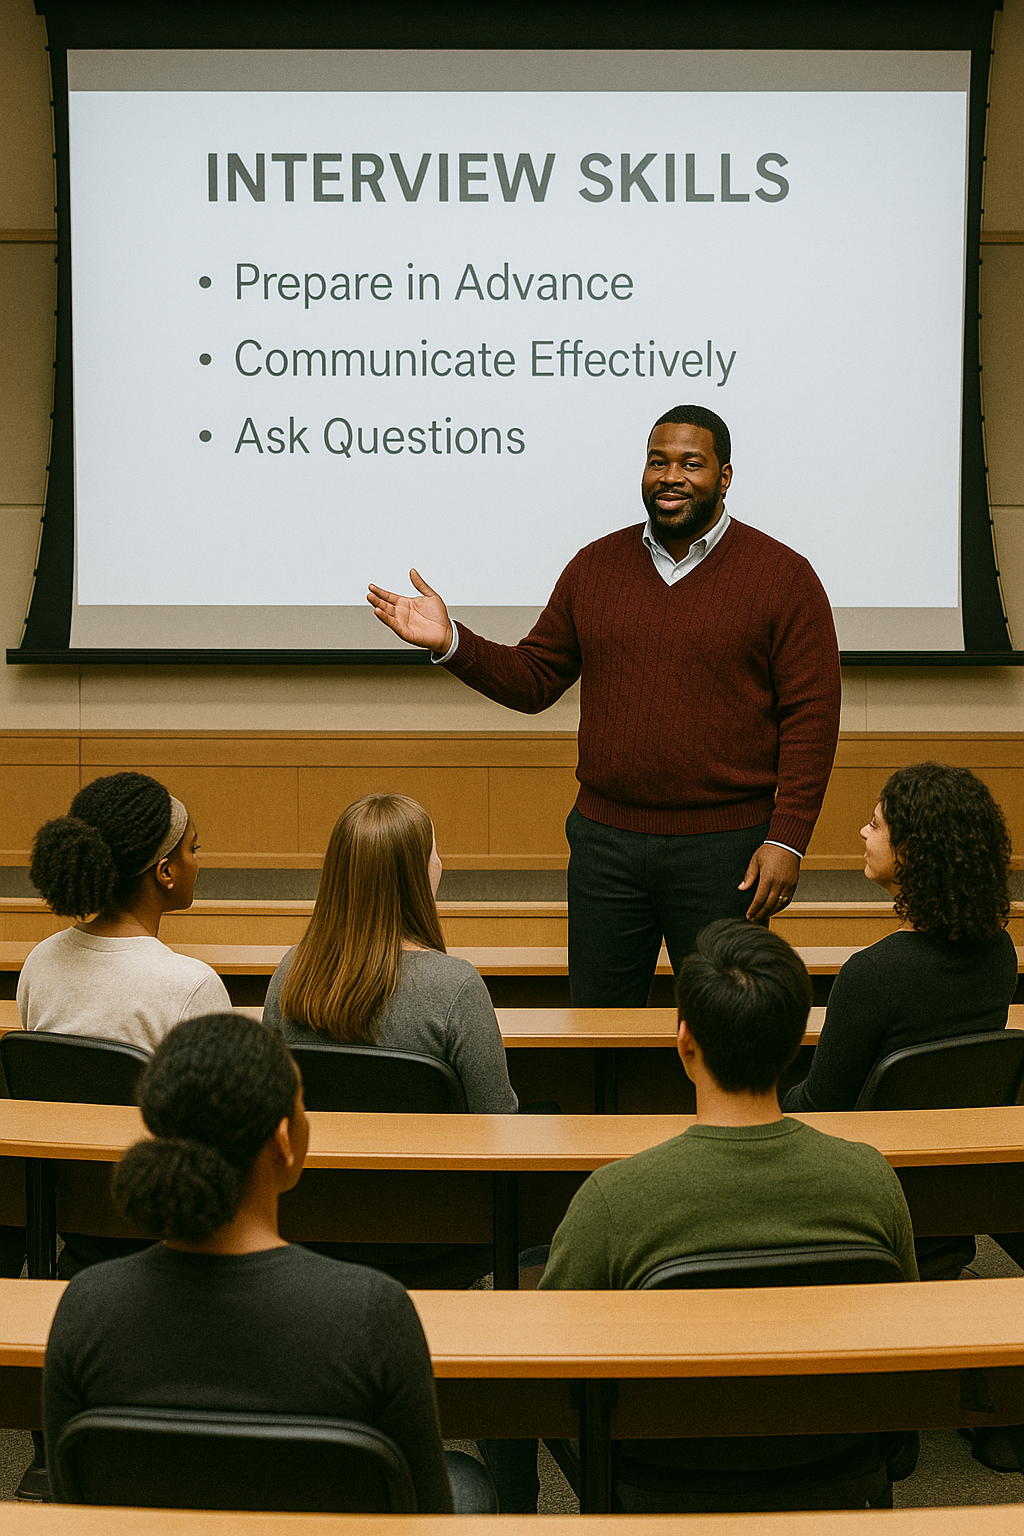 INTERVIEW SKILLS
• Prepare in Advance
• Communicate Effectively
• Ask Questions